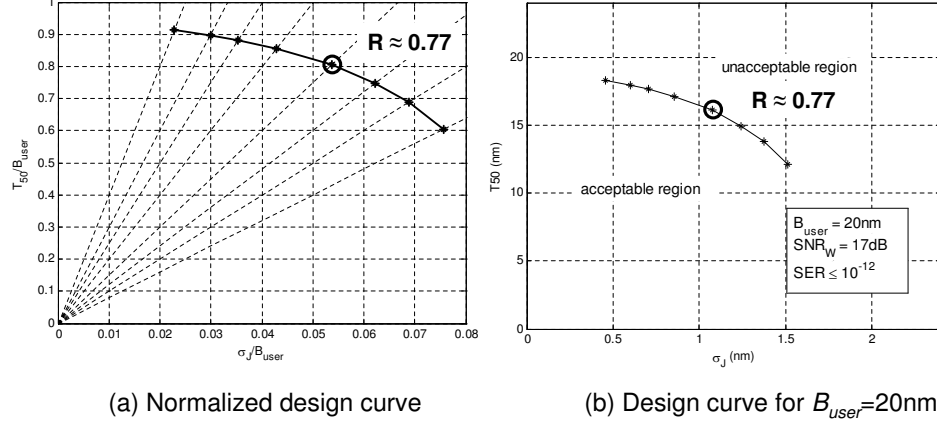 1
0.9
0.8
0.7
0.6
0.5
0.4
0.3
0.2
0.1
0
T50/Buser
R ≈ 0.77
0 0.01 0.02 0.03 0.04 0.05 0.06 0.07 0.08
σJ/Buser
(a) Normalized design curve
20
15
10
5
0
T50 (nm)
unacceptable region
R ≈ 0.77
acceptable region
Buser = 20nm
SNRW = 17dB
SER ≤ 10-12
0 0.5 1 1.5 2
σJ (nm)
(b) Design curve for Buser=20nm